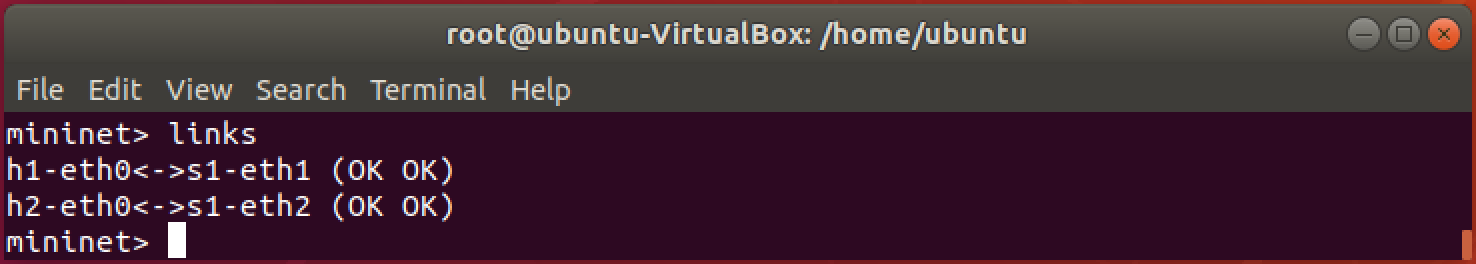 root@ubuntu-VirtualBox: /home/ubuntu
File Edit View Search Terminal Help
mininet> links
h1-eth0<->s1-eth1 (OK OK)
h2-eth0<->s1-eth2 (OK OK)
mininet>